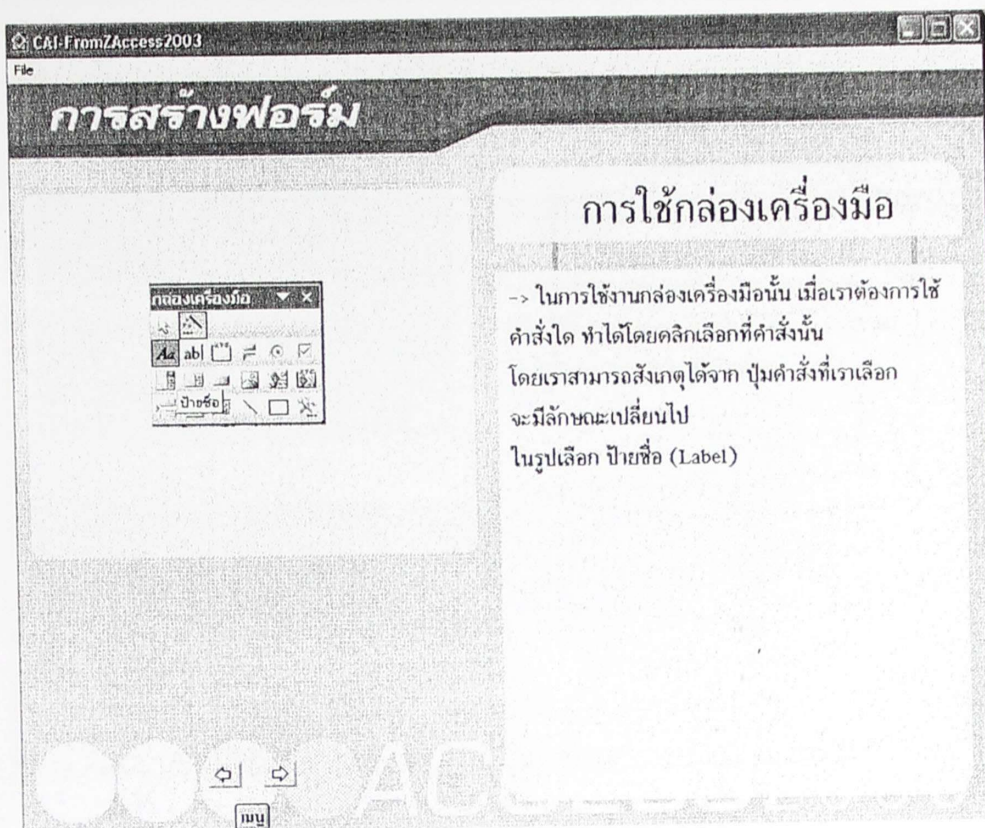 CAI-From2Access2003
File
การสร้างฟอร์ม
การใช้กล่องเครื่องมือ
กล่องเครื่องมือ
Aa ab|
ป้ายชื่อ
-> ในการใช้งานกล่องเครื่องมือนั้น เมื่อเราต้องการใช้
คำสั่งใด ทำได้โดยคลิกเลือกที่คำสั่งนั้น
โดยเราสามารถสังเกตุได้จาก ปุ่มคำสั่งที่เราเลือก
จะมีลักษณะเปลี่ยนไป
ในรูปเลือก ป้ายชื่อ (Label)
เมนู